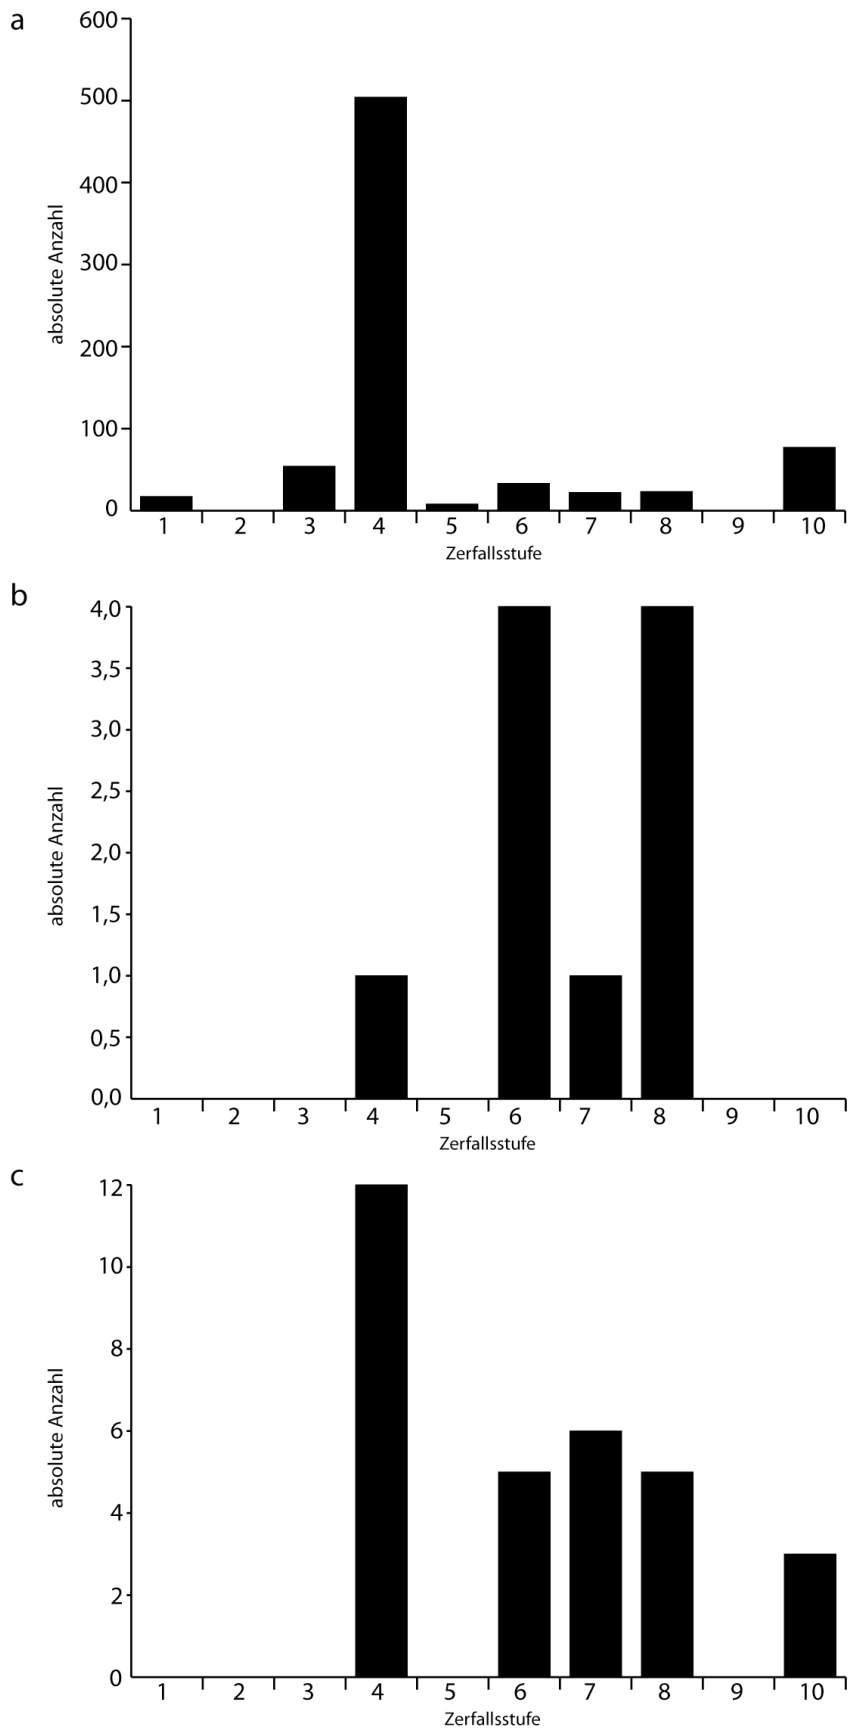 a
600
500
400
300
200
100
0
absolute Anzahl
1 2 3 4 5 6 7 8 9 10
Zerfallsstufe
b
4,0
3,5
3,0
2,5
2,0
1,5
1,0
0,5
0,0
absolute Anzahl
1 2 3 4 5 6 7 8 9 10
Zerfallsstufe
c
12
10
8
6
4
2
0
absolute Anzahl
1 2 3 4 5 6 7 8 9 10
Zerfallsstufe